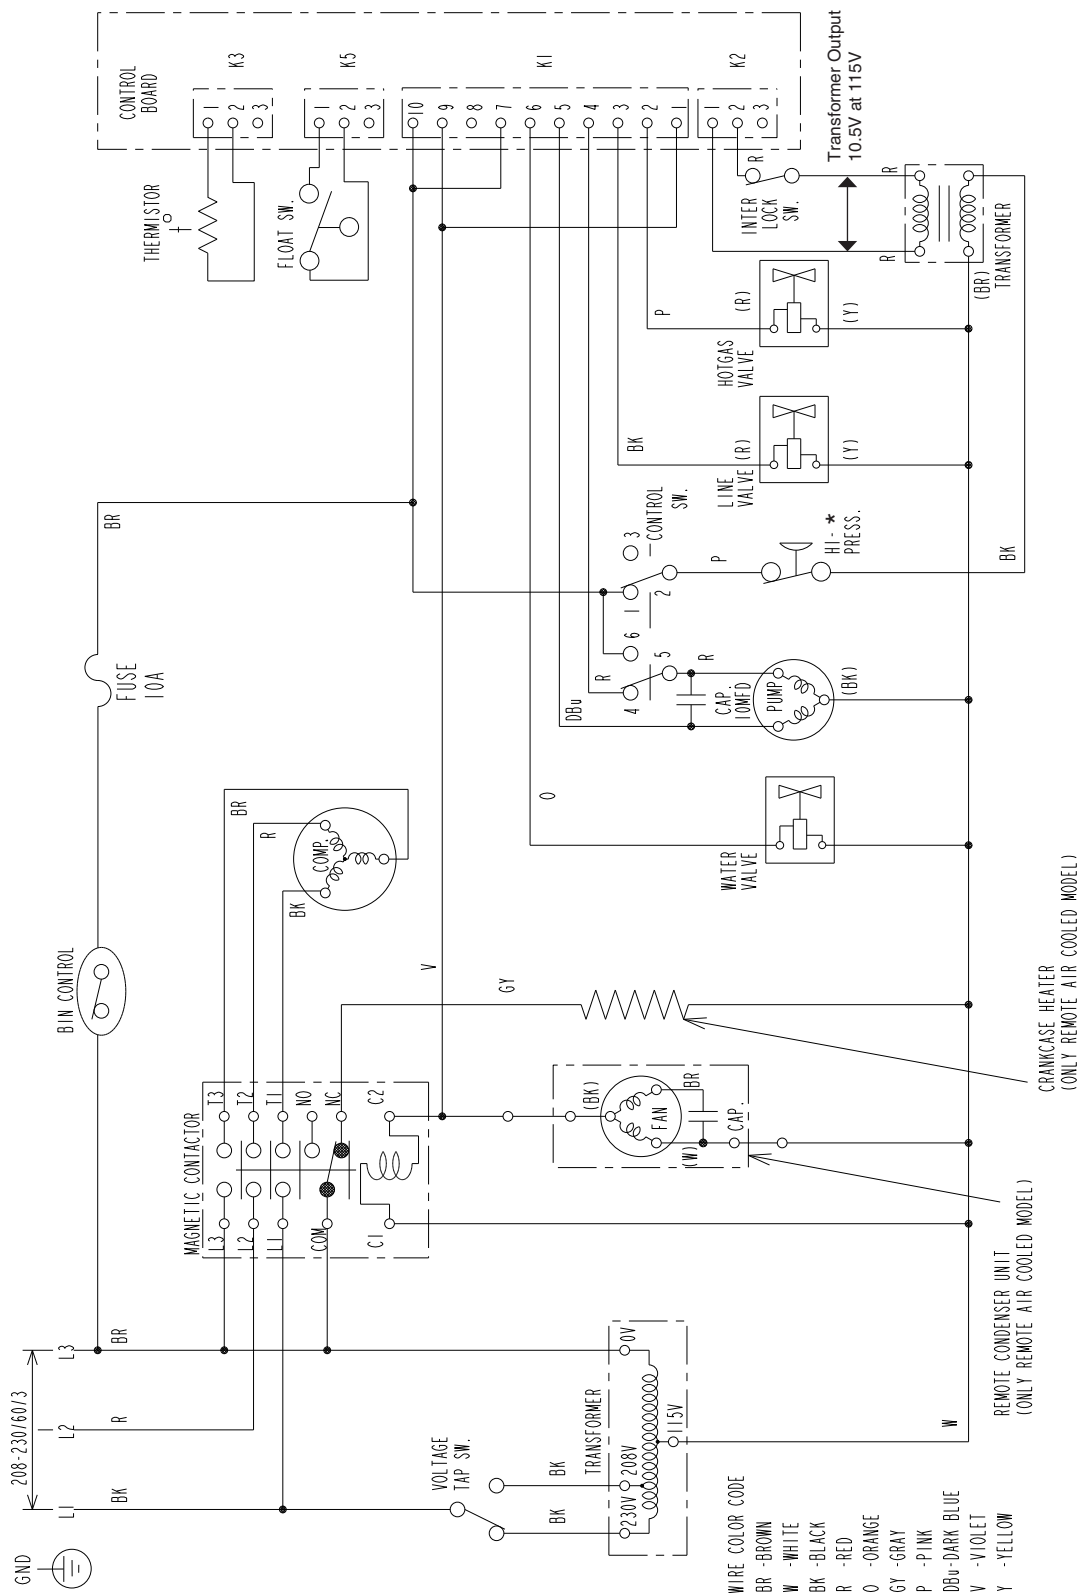 GND
L1
L2
L3
208-230/60/3
BK
R
BR
BIN CONTROL
FUSE
10A
BR
CONTROL
BOARD
K3
1
2
3
K5
1
2
3
K1
10
9
8
7
6
5
4
3
2
1
K2
1
2
3
THERMISTOR
FLOAT SW.
INTER
LOCK
SW.
R
Transformer Output
10.5V at 115V
R
R
TRANSFORMER
(BR)
BK
MAGNETIC CONTACTOR
L3
L2
L1
COM
C1
T3
T2
T1
NO
NC
C2
BR
R
BK
COMP.
V
GY
O
DBu
R
4
5
6
1
2
3
CONTROL
SW.
R
CAP.
10MFD
PUMP
(BK)
P
HI-*
PRESS.
BK
LINE
VALVE
(R)
(Y)
P
HOTGAS
VALVE
(R)
(Y)
WATER
VALVE
(BK)
FAN
BR
CAP.
(W)
CRANKCASE HEATER
(ONLY REMOTE AIR COOLED MODEL)
REMOTE CONDENSER UNIT
(ONLY REMOTE AIR COOLED MODEL)
VOLTAGE
TAP SW.
BK
BK
TRANSFORMER
230V
208V
0V
115V
W
WIRE COLOR CODE
BR -BROWN
W -WHITE
BK -BLACK
R -RED
O -ORANGE
GY -GRAY
P -PINK
DBu-DARK BLUE
V -VIOLET
Y -YELLOW